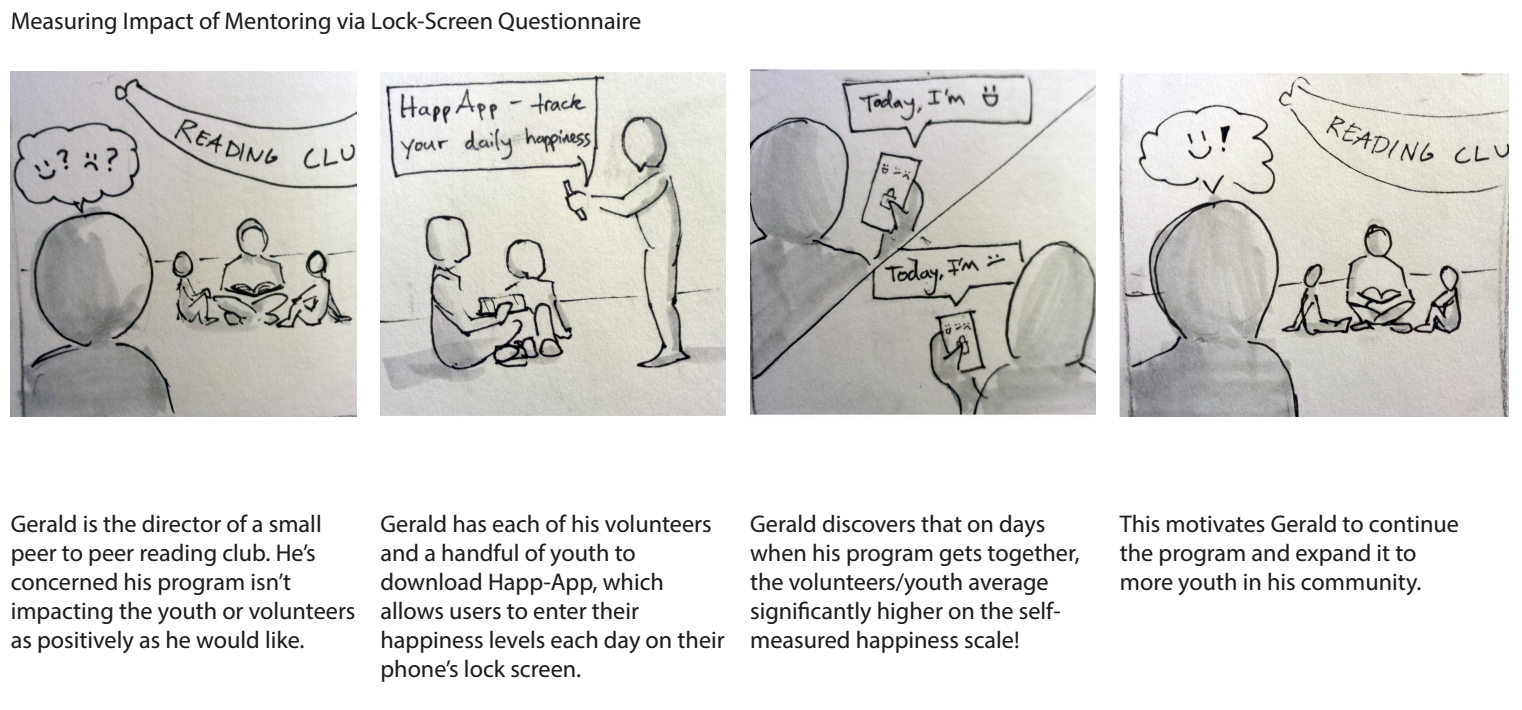 Measuring Impact of Mentoring via Lock-Screen Questionnaire
? ?
READING CLU
HappApp - track
your daily happiness
Today, I'm
Today, I'm
!
READING CLU
Gerald is the director of a small
peer to peer reading club. He's
concerned his program isn't
impacting the youth or volunteers
as positively as he would like.
Gerald has each of his volunteers
and a handful of youth to
download Happ-App, which
allows users to enter their
happiness levels each day on their
phone's lock screen.
Gerald discovers that on days
when his program gets together,
the volunteers/youth average
significantly higher on the self-
measured happiness scale!
This motivates Gerald to continue
the program and expand it to
more youth in his community.